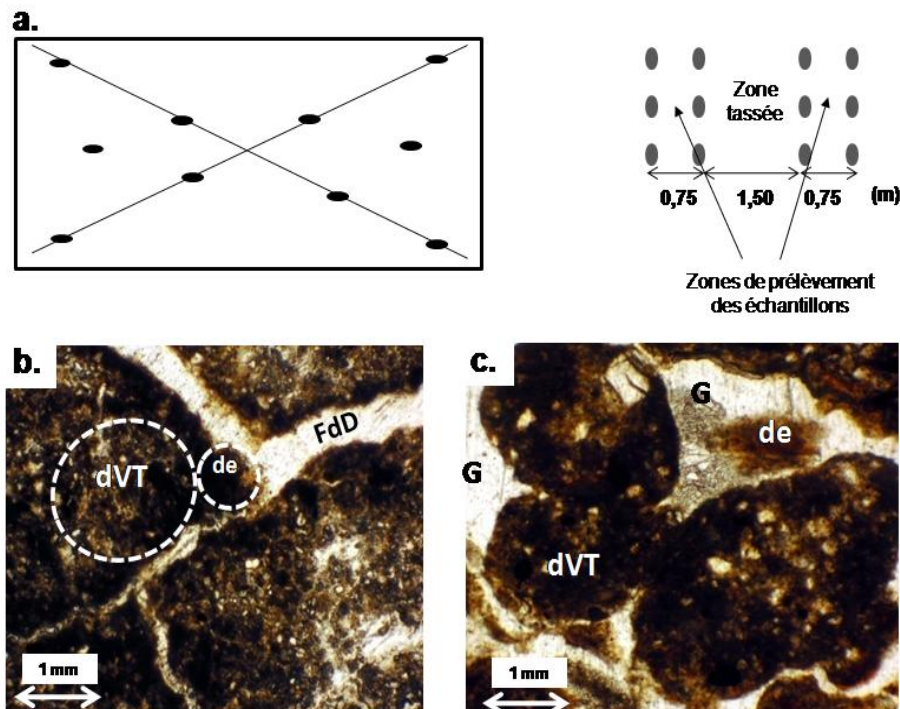 a.
Zone
tassée
0,75 1,50 0,75 (m)
Zones de prélèvement
des échantillons
b.
FdD
dVT
de
1 mm
c.
G
de
G
dVT
1 mm